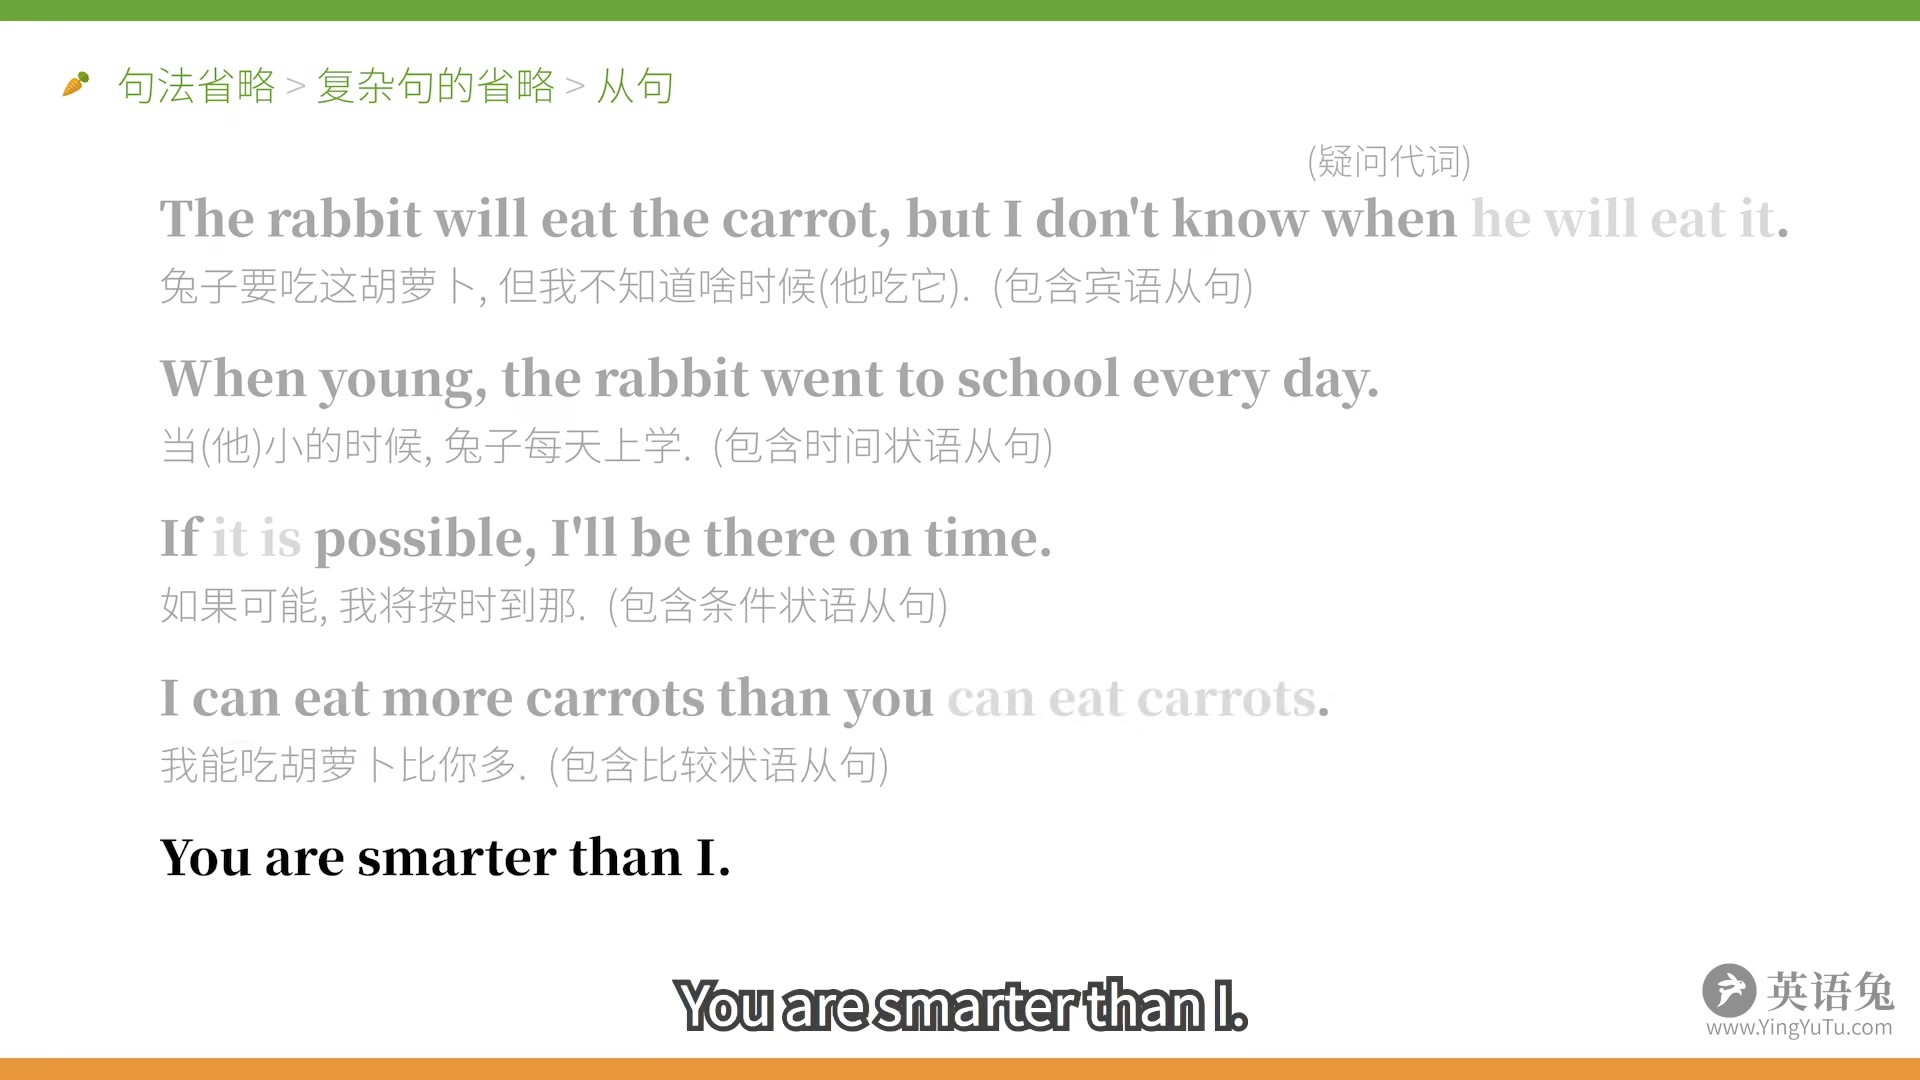 句法省略 > 复杂句的省略 > 从句
(疑问代词)
The rabbit will eat the carrot, but I don't know when he will eat it.
兔子要吃这胡萝卜, 但我不知道啥时候(他吃它). (包含宾语从句)
When young, the rabbit went to school every day.
当(他)小的时候, 兔子每天上学. (包含时间状语从句)
If it is possible, I'll be there on time.
如果可能, 我将按时到那. (包含条件状语从句)
I can eat more carrots than you can eat carrots.
我能吃胡萝卜比你多. (包含比较状语从句)
You are smarter than I.
You are smarter than I.
英语兔
www.YingYuTu.com